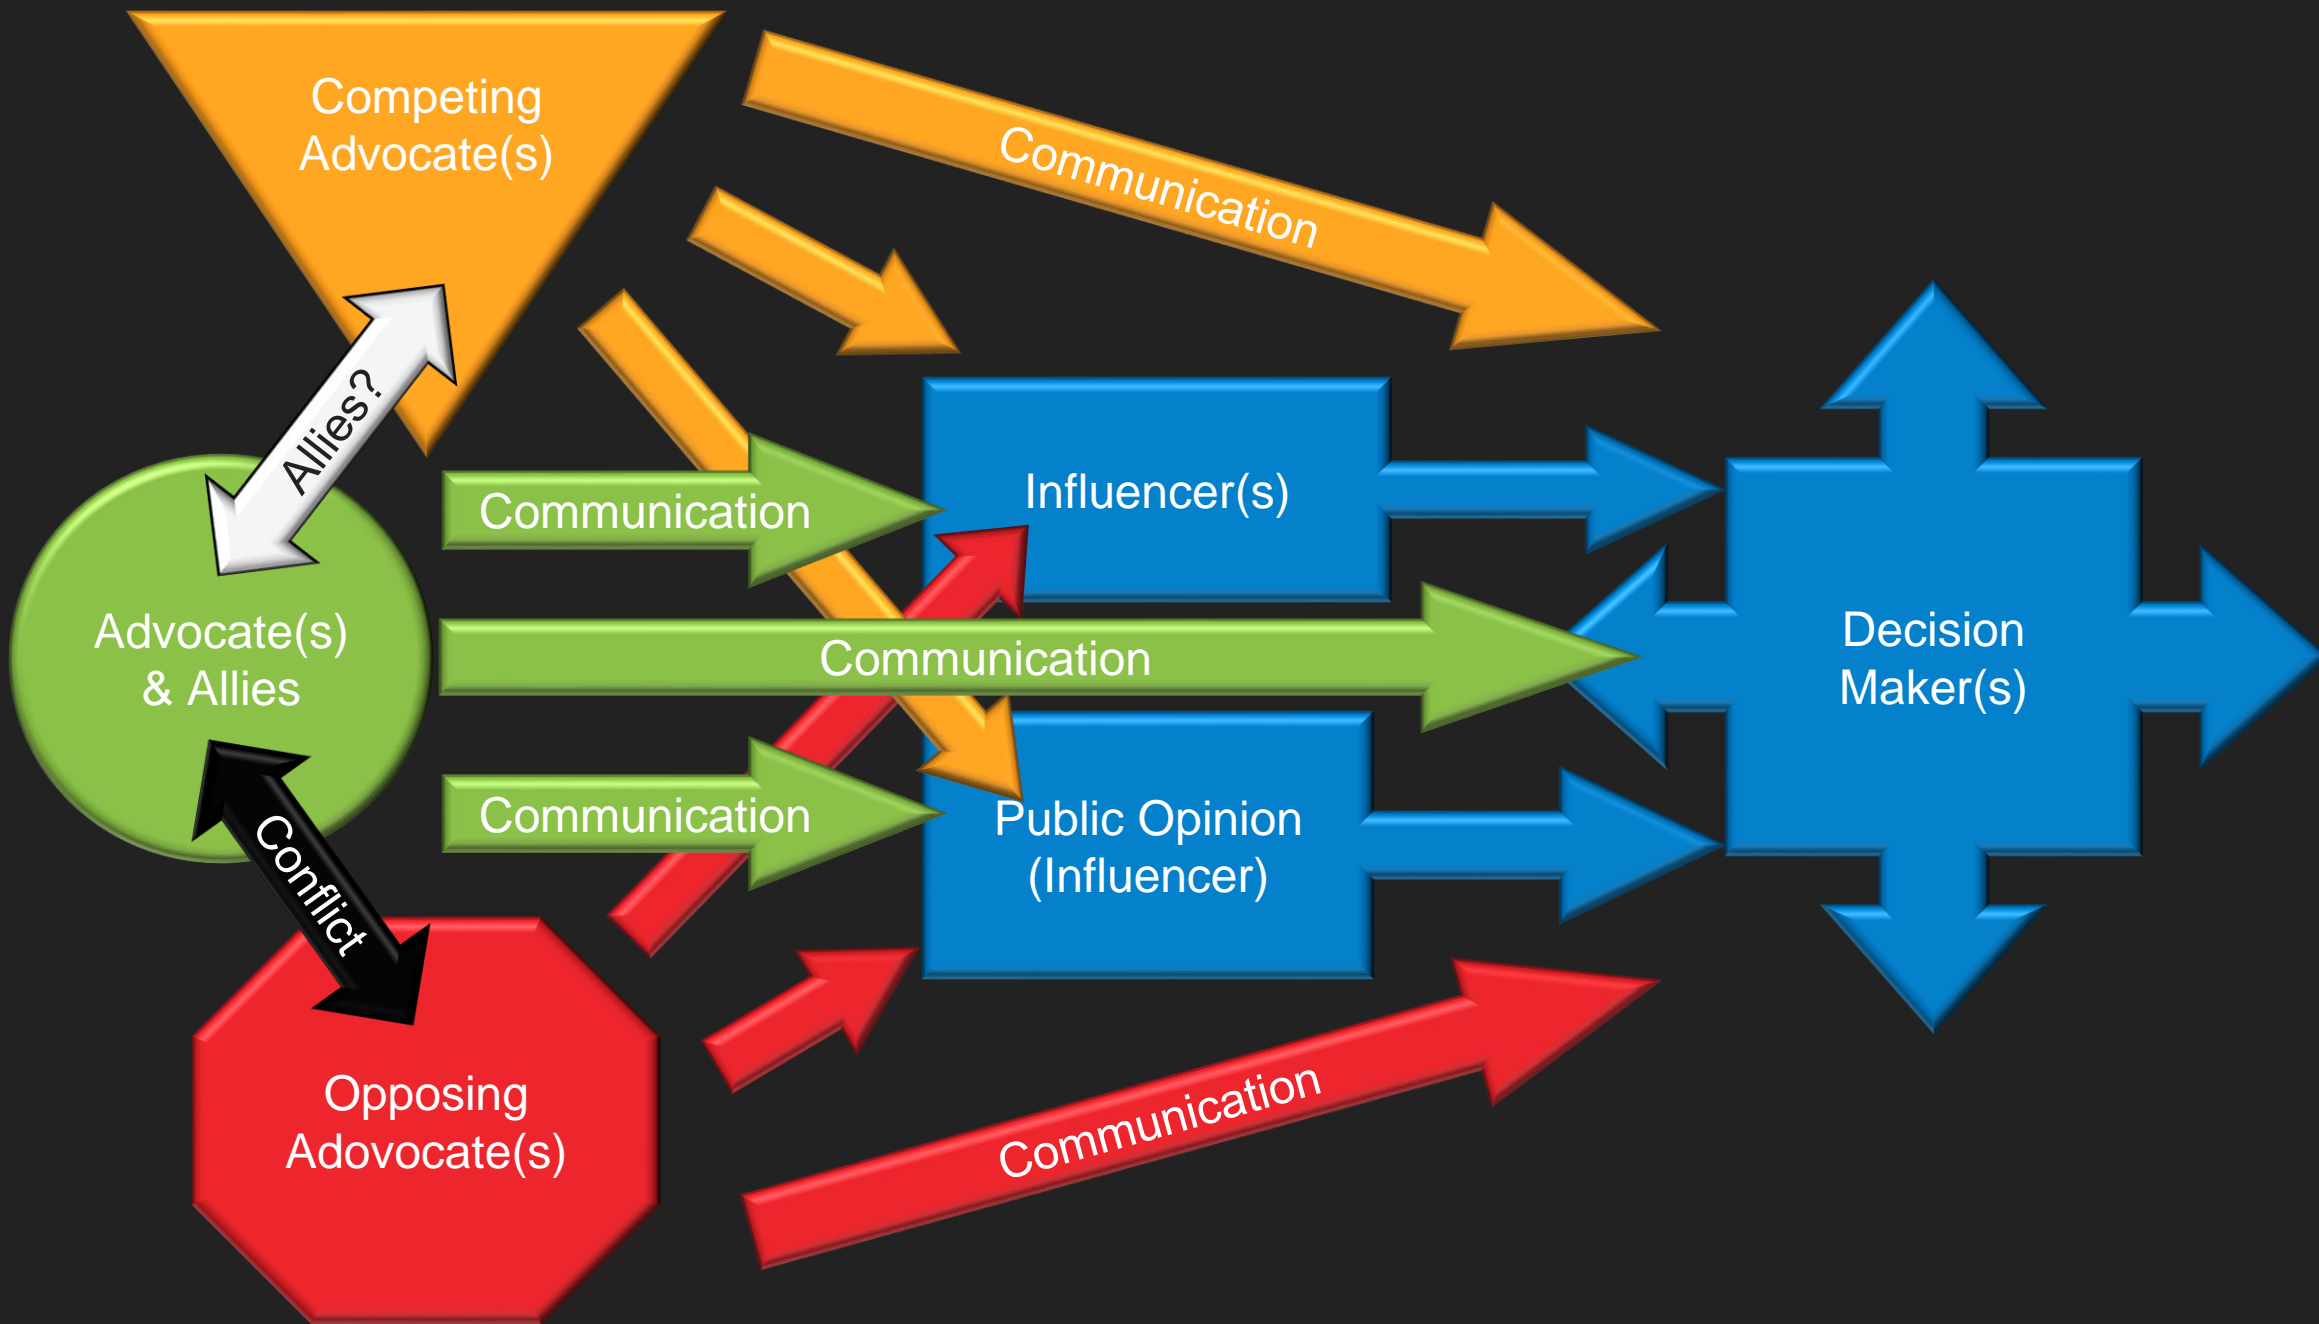 Competing
Advocate(s)
Communication
Allies?
Communication
Influencer(s)
Advocate(s)
& Allies
Communication
Decision
Maker(s)
Communication
Public Opinion
(Influencer)
Conflict
Opposing
Adovocate(s)
Communication